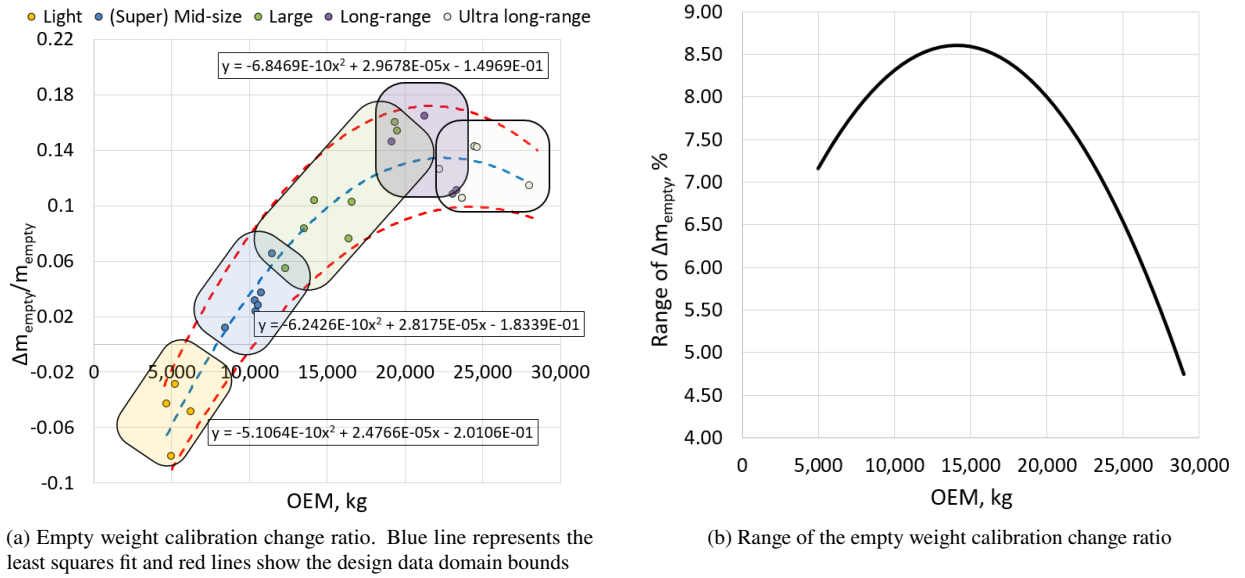 Light (Super) Mid-size Large Long-range Ultra long-range
0.22
0.18
0.14
0.1
0.06
0.02
-0.02
-0.06
-0.1
Δm_empty/m_empty
y = -6.8469E-10x² + 2.9678E-05x - 1.4969E-01
y = -6.2426E-10x² + 2.8175E-05x - 1.8339E-01
y = -5.1064E-10x² + 2.4766E-05x - 2.0106E-01
0 5,000 10,000 15,000 20,000 25,000 30,000
OEM, kg
(a) Empty weight calibration change ratio. Blue line represents the
least squares fit and red lines show the design data domain bounds
9.00
8.50
8.00
7.50
7.00
6.50
6.00
5.50
5.00
4.50
4.00
Range of Δm_empty, %
0 5,000 10,000 15,000 20,000 25,000 30,000
OEM, kg
(b) Range of the empty weight calibration change ratio